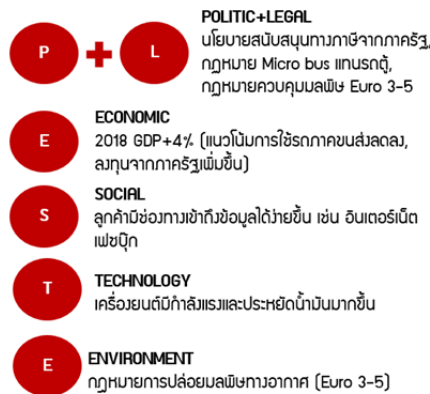 P + L
POLITIC+LEGAL
นโยบายสนับสนุนทางภาษีจากภาครัฐ,
กฎหมาย Micro bus แทนรถตู้,
กฎหมายควบคุมมลพิษ Euro 3-5
E
ECONOMIC
2018 GDP+4% (แนวโน้มการใช้รถภาคขนส่งลดลง,
ลงทุนจากภาครัฐเพิ่มขึ้น)
S
SOCIAL
ลูกค้ามีช่องทางเข้าถึงข้อมูลได้ง่ายขึ้น เช่น อินเตอร์เน็ต
เฟซบุ๊ก
T
TECHNOLOGY
เครื่องยนต์มีกำลังแรงและประหยัดน้ำมันมากขึ้น
E
ENVIRONMENT
กฎหมายการปล่อยมลพิษทางอากาศ (Euro 3-5)